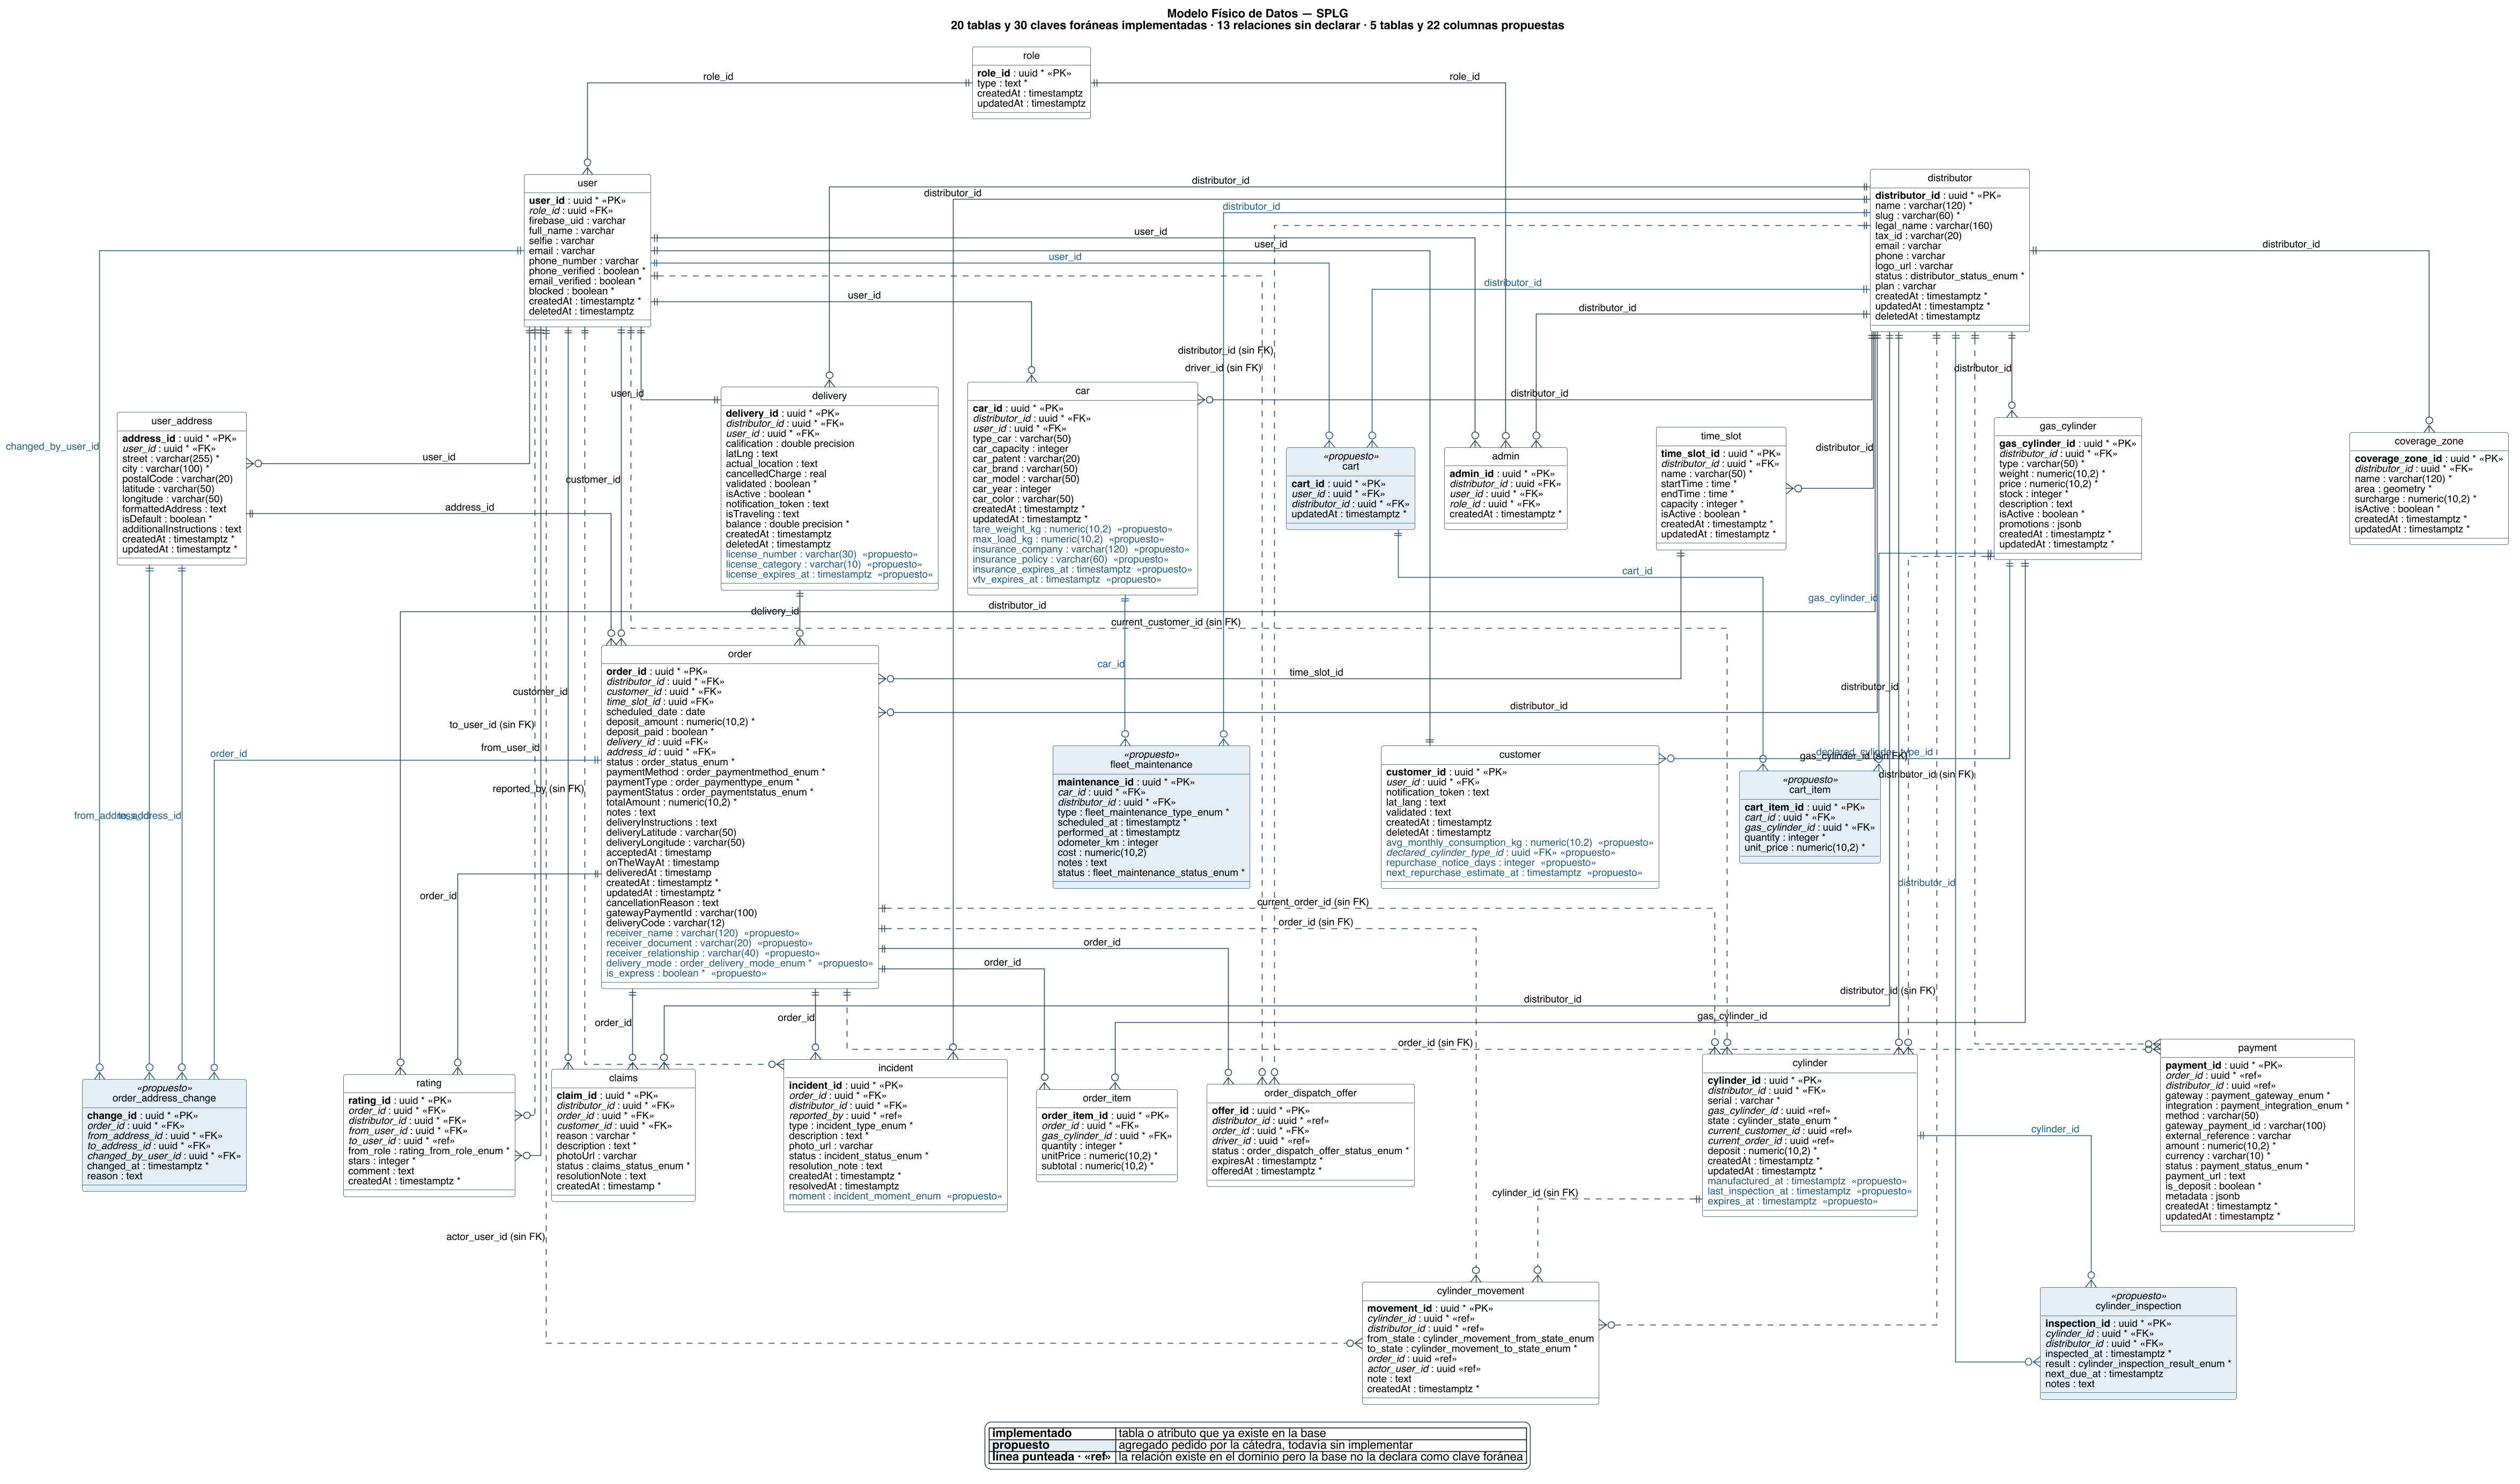 Modelo Físico de Datos — SPLG
20 tablas y 30 claves foráneas implementadas · 13 relaciones sin declarar · 5 tablas y 22 columnas propuestas
role
role_id : uuid * «PK»
type : text *
createdAt : timestamptz
updatedAt : timestamptz
role_id
role_id
user
user_id : uuid * «PK»
role_id : uuid «FK»
firebase_uid : varchar
full_name : varchar
selfie : varchar
email : varchar
phone_number : varchar
phone_verified : boolean *
email_verified : boolean *
blocked : boolean *
createdAt : timestamptz *
deletedAt : timestamptz
distributor
distributor_id : uuid * «PK»
name : varchar(120) *
slug : varchar(60) *
legal_name : varchar(160)
tax_id : varchar(20)
email : varchar
phone : varchar
logo_url : varchar
status : distributor_status_enum *
plan : varchar
createdAt : timestamptz *
updatedAt : timestamptz *
deletedAt : timestamptz
distributor_id
distributor_id
distributor_id
user_id
user_id
user_id
distributor_id
user_id
distributor_id
distributor_id
distributor_id (sin FK)
driver_id (sin FK)
distributor_id
user_id
distributor_id
user_address
address_id : uuid * «PK»
user_id : uuid * «FK»
street : varchar(255) *
city : varchar(100) *
postalCode : varchar(20)
latitude : varchar(50)
longitude : varchar(50)
formattedAddress : text
isDefault : boolean *
additionalInstructions : text
createdAt : timestamptz *
updatedAt : timestamptz *
delivery
delivery_id : uuid * «PK»
distributor_id : uuid * «FK»
user_id : uuid * «FK»
calification : double precision
latLng : text
actual_location : text
cancelledCharge : real
validated : boolean *
isActive : boolean *
notification_token : text
isTraveling : text
balance : double precision *
createdAt : timestamptz
deletedAt : timestamptz
license_number : varchar(30) «propuesto»
license_category : varchar(10) «propuesto»
license_expires_at : timestamptz «propuesto»
car
car_id : uuid * «PK»
distributor_id : uuid * «FK»
user_id : uuid * «FK»
type_car : varchar(50)
car_capacity : integer
car_patent : varchar(20)
car_brand : varchar(50)
car_model : varchar(50)
car_year : integer
car_color : varchar(50)
createdAt : timestamptz *
updatedAt : timestamptz *
tare_weight_kg : numeric(10,2) «propuesto»
max_load_kg : numeric(10,2) «propuesto»
insurance_company : varchar(120) «propuesto»
insurance_policy : varchar(60) «propuesto»
insurance_expires_at : timestamptz «propuesto»
vtv_expires_at : timestamptz «propuesto»
«propuesto»
cart
cart_id : uuid * «PK»
user_id : uuid * «FK»
distributor_id : uuid * «FK»
updatedAt : timestamptz *
admin
admin_id : uuid * «PK»
distributor_id : uuid «FK»
user_id : uuid * «FK»
role_id : uuid * «FK»
createdAt : timestamptz *
time_slot
time_slot_id : uuid * «PK»
distributor_id : uuid * «FK»
name : varchar(50) *
startTime : time *
endTime : time *
capacity : integer *
isActive : boolean *
createdAt : timestamptz *
updatedAt : timestamptz *
gas_cylinder
gas_cylinder_id : uuid * «PK»
distributor_id : uuid * «FK»
type : varchar(50) *
weight : numeric(10,2) *
price : numeric(10,2) *
stock : integer *
description : text
isActive : boolean *
promotions : jsonb
createdAt : timestamptz *
updatedAt : timestamptz *
coverage_zone
coverage_zone_id : uuid * «PK»
distributor_id : uuid * «FK»
name : varchar(120) *
area : geometry *
surcharge : numeric(10,2) *
isActive : boolean *
createdAt : timestamptz *
updatedAt : timestamptz *
changed_by_user_id
user_id
customer_id
distributor_id
address_id
cart_id
gas_cylinder_id
distributor_id
delivery_id
current_customer_id (sin FK)
car_id
time_slot_id
distributor_id
customer_id
distributor_id
to_user_id (sin FK)
from_user_id
order_id
declared_cylinder_type_id
gas_cylinder_id (sin FK)
distributor_id (sin FK)
reported_by (sin FK)
from_address_id
to_address_id
order
order_id : uuid * «PK»
distributor_id : uuid * «FK»
customer_id : uuid * «FK»
time_slot_id : uuid «FK»
scheduled_date : date
deposit_amount : numeric(10,2) *
deposit_paid : boolean *
delivery_id : uuid «FK»
address_id : uuid * «FK»
status : order_status_enum *
paymentMethod : order_paymentmethod_enum *
paymentType : order_paymenttype_enum *
paymentStatus : order_paymentstatus_enum *
totalAmount : numeric(10,2) *
notes : text
deliveryInstructions : text
deliveryLatitude : varchar(50)
deliveryLongitude : varchar(50)
acceptedAt : timestamp
onTheWayAt : timestamp
deliveredAt : timestamp
createdAt : timestamptz *
updatedAt : timestamptz *
cancellationReason : text
gatewayPaymentId : varchar(100)
deliveryCode : varchar(12)
receiver_name : varchar(120) «propuesto»
receiver_document : varchar(20) «propuesto»
receiver_relationship : varchar(40) «propuesto»
delivery_mode : order_delivery_mode_enum * «propuesto»
is_express : boolean * «propuesto»
«propuesto»
fleet_maintenance
maintenance_id : uuid * «PK»
car_id : uuid * «FK»
distributor_id : uuid * «FK»
type : fleet_maintenance_type_enum *
scheduled_at : timestamptz *
performed_at : timestamptz
odometer_km : integer
cost : numeric(10,2)
notes : text
status : fleet_maintenance_status_enum *
customer
customer_id : uuid * «PK»
user_id : uuid * «FK»
notification_token : text
lat_lang : text
validated : text
createdAt : timestamptz
deletedAt : timestamptz
avg_monthly_consumption_kg : numeric(10,2) «propuesto»
declared_cylinder_type_id : uuid «FK» «propuesto»
repurchase_notice_days : integer «propuesto»
next_repurchase_estimate_at : timestamptz «propuesto»
«propuesto»
cart_item
cart_item_id : uuid * «PK»
cart_id : uuid * «FK»
gas_cylinder_id : uuid * «FK»
quantity : integer *
unit_price : numeric(10,2) *
order_id
distributor_id
current_order_id (sin FK)
order_id (sin FK)
order_id
order_id
distributor_id (sin FK)
distributor_id
gas_cylinder_id
order_id
order_id
order_id (sin FK)
«propuesto»
order_address_change
change_id : uuid * «PK»
order_id : uuid * «FK»
from_address_id : uuid «FK»
to_address_id : uuid * «FK»
changed_by_user_id : uuid * «FK»
changed_at : timestamptz *
reason : text
rating
rating_id : uuid * «PK»
order_id : uuid * «FK»
distributor_id : uuid * «FK»
from_user_id : uuid * «FK»
to_user_id : uuid * «ref»
from_role : rating_from_role_enum *
stars : integer *
comment : text
createdAt : timestamptz *
claims
claim_id : uuid * «PK»
distributor_id : uuid * «FK»
order_id : uuid * «FK»
customer_id : uuid * «FK»
reason : varchar *
description : text *
photoUrl : varchar
status : claims_status_enum *
resolutionNote : text
createdAt : timestamp *
incident
incident_id : uuid * «PK»
order_id : uuid * «FK»
distributor_id : uuid * «FK»
reported_by : uuid * «ref»
type : incident_type_enum *
description : text *
photo_url : varchar
status : incident_status_enum *
resolution_note : text
createdAt : timestamptz *
resolvedAt : timestamptz
moment : incident_moment_enum «propuesto»
order_item
order_item_id : uuid * «PK»
order_id : uuid * «FK»
gas_cylinder_id : uuid * «FK»
quantity : integer *
unitPrice : numeric(10,2) *
subtotal : numeric(10,2) *
order_dispatch_offer
offer_id : uuid * «PK»
distributor_id : uuid * «ref»
order_id : uuid * «FK»
driver_id : uuid * «ref»
status : order_dispatch_offer_status_enum *
expiresAt : timestamptz *
offeredAt : timestamptz *
cylinder
cylinder_id : uuid * «PK»
distributor_id : uuid * «FK»
serial : varchar *
gas_cylinder_id : uuid «ref»
state : cylinder_state_enum *
current_customer_id : uuid «ref»
current_order_id : uuid «ref»
deposit : numeric(10,2) *
createdAt : timestamptz *
updatedAt : timestamptz *
manufactured_at : timestamptz «propuesto»
last_inspection_at : timestamptz «propuesto»
expires_at : timestamptz «propuesto»
payment
payment_id : uuid * «PK»
order_id : uuid * «ref»
distributor_id : uuid «ref»
gateway : payment_gateway_enum *
integration : payment_integration_enum *
method : varchar(50)
gateway_payment_id : varchar(100)
external_reference : varchar
amount : numeric(10,2) *
currency : varchar(10) *
status : payment_status_enum *
payment_url : text
is_deposit : boolean *
metadata : jsonb
createdAt : timestamptz *
updatedAt : timestamptz *
cylinder_id
cylinder_id (sin FK)
actor_user_id (sin FK)
cylinder_movement
movement_id : uuid * «PK»
cylinder_id : uuid * «ref»
distributor_id : uuid * «ref»
from_state : cylinder_movement_from_state_enum
to_state : cylinder_movement_to_state_enum *
order_id : uuid «ref»
actor_user_id : uuid «ref»
note : text
createdAt : timestamptz *
«propuesto»
cylinder_inspection
inspection_id : uuid * «PK»
cylinder_id : uuid * «FK»
distributor_id : uuid * «FK»
inspected_at : timestamptz *
result : cylinder_inspection_result_enum *
next_due_at : timestamptz
notes : text
implementado tabla o atributo que ya existe en la base
propuesto agregado pedido por la cátedra, todavía sin implementar
línea punteada · «ref» la relación existe en el dominio pero la base no la declara como clave foránea